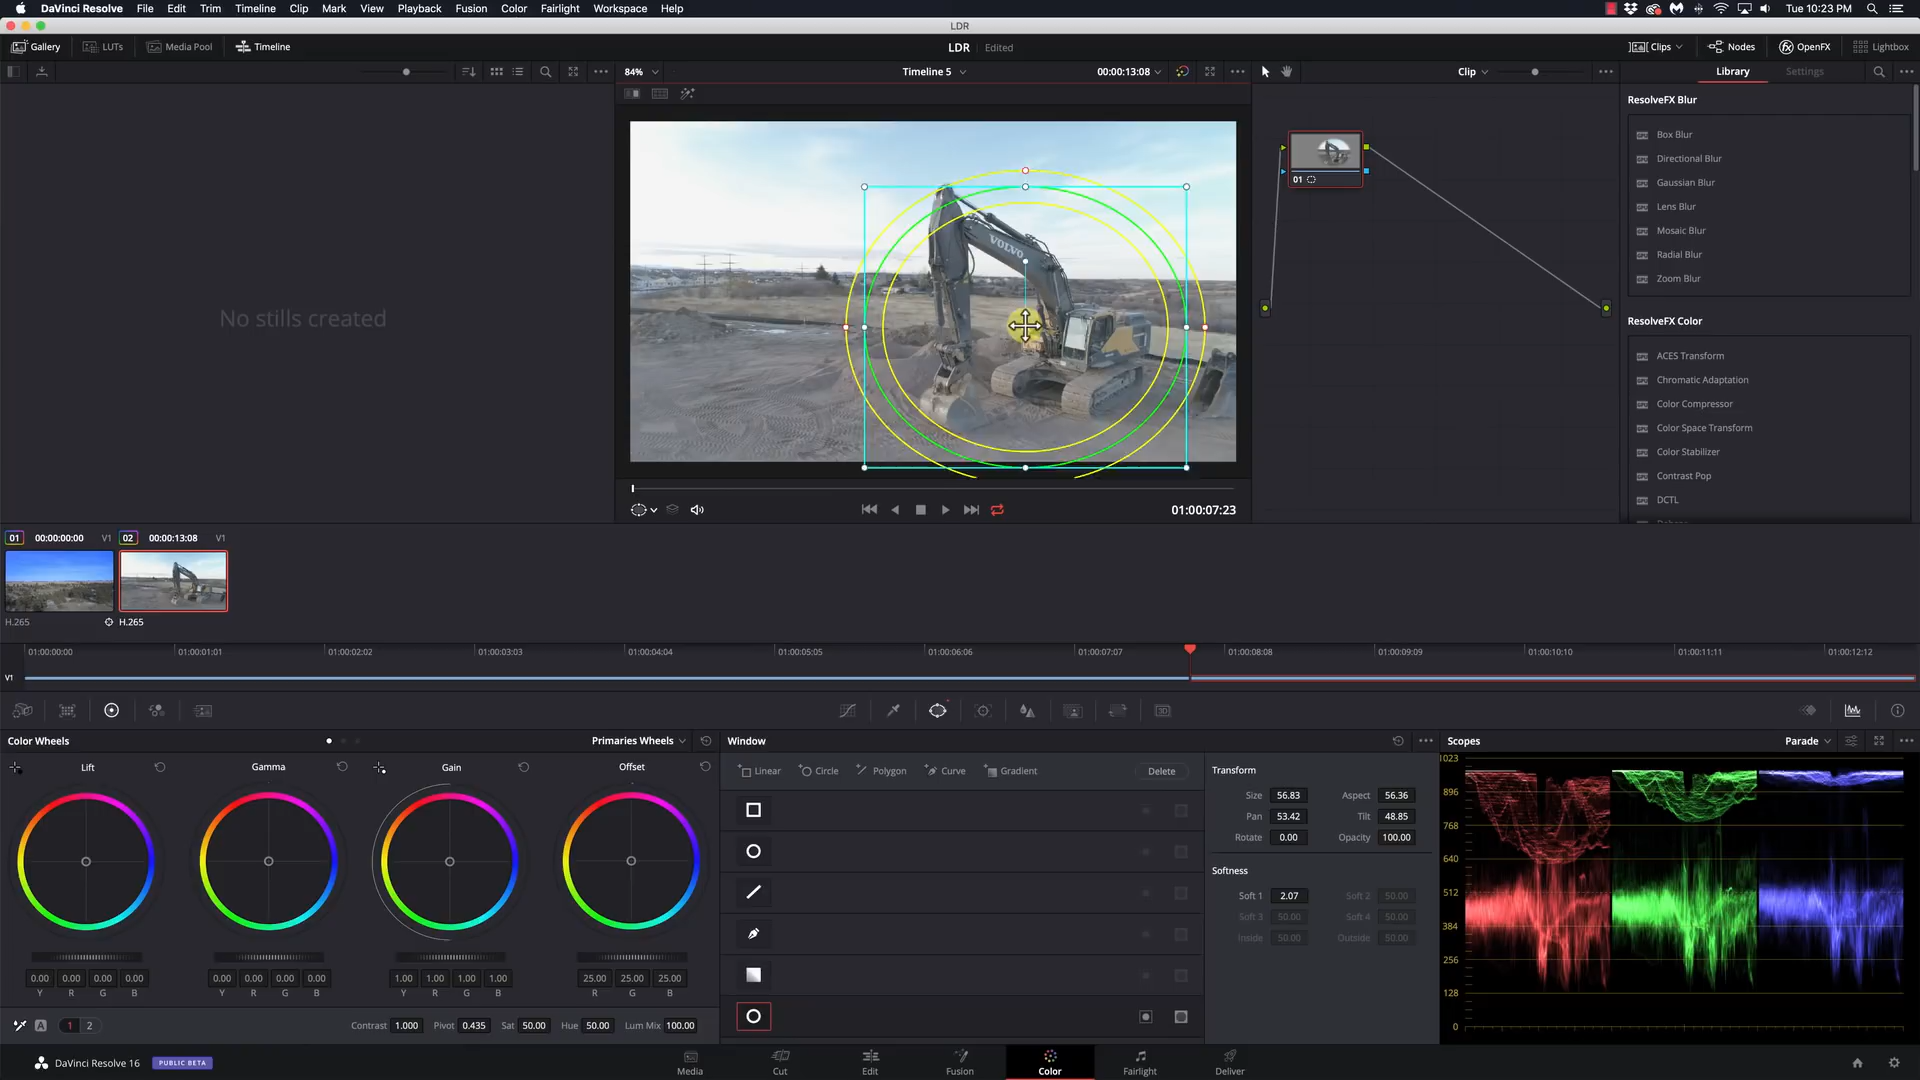 DaVinci Resolve File Edit Trim Timeline Clip Mark View Playback Fusion Color Fairlight Workspace Help Tue 10:23 PM
LDR
Gallery LUTs Media Pool Timeline LDR Edited Clips Nodes OpenFX Lightbox
84% Timeline 5 00:00:13:08 Clip Library Settings
ResolveFX Blur
Box Blur
Directional Blur
Gaussian Blur
Lens Blur
Mosaic Blur
Radial Blur
Zoom Blur
ResolveFX Color
ACES Transform
Chromatic Adaptation
Color Compressor
Color Space Transform
Color Stabilizer
Contrast Pop
DCTL
01
VOLVO
No stills created
01:00:07:23
01 00:00:00:00 V1 02 00:00:13:08 V1
H.265 H.265
01:00:00:00 01:00:01:01 01:00:02:02 01:00:03:03 01:00:04:04 01:00:05:05 01:00:06:06 01:00:07:07 01:00:08:08 01:00:09:09 01:00:10:10 01:00:11:11 01:00:12:12
V1
Color Wheels Primaries Wheels
Lift Gamma Gain Offset
0.00 0.00 0.00 0.00 0.00 0.00 0.00 0.00 1.00 1.00 1.00 1.00 25.00 25.00 25.00
Y R G B Y R G B Y R G B R G B
A 1 2 Contrast 1.000 Pivot 0.435 Sat 50.00 Hue 50.00 Lum Mix 100.00
Window
Linear Circle Polygon Curve Gradient Delete
Transform
Size 56.83 Aspect 56.36
Pan 53.42 Tilt 48.85
Rotate 0.00 Opacity 100.00
Softness
Soft 1 2.07 Soft 2 50.00
Soft 3 50.00 Soft 4 50.00
Inside 50.00 Outside 50.00
Scopes Parade
1023
896
768
640
512
384
256
128
0
DaVinci Resolve 16 PUBLIC BETA Media Cut Edit Fusion Color Fairlight Deliver